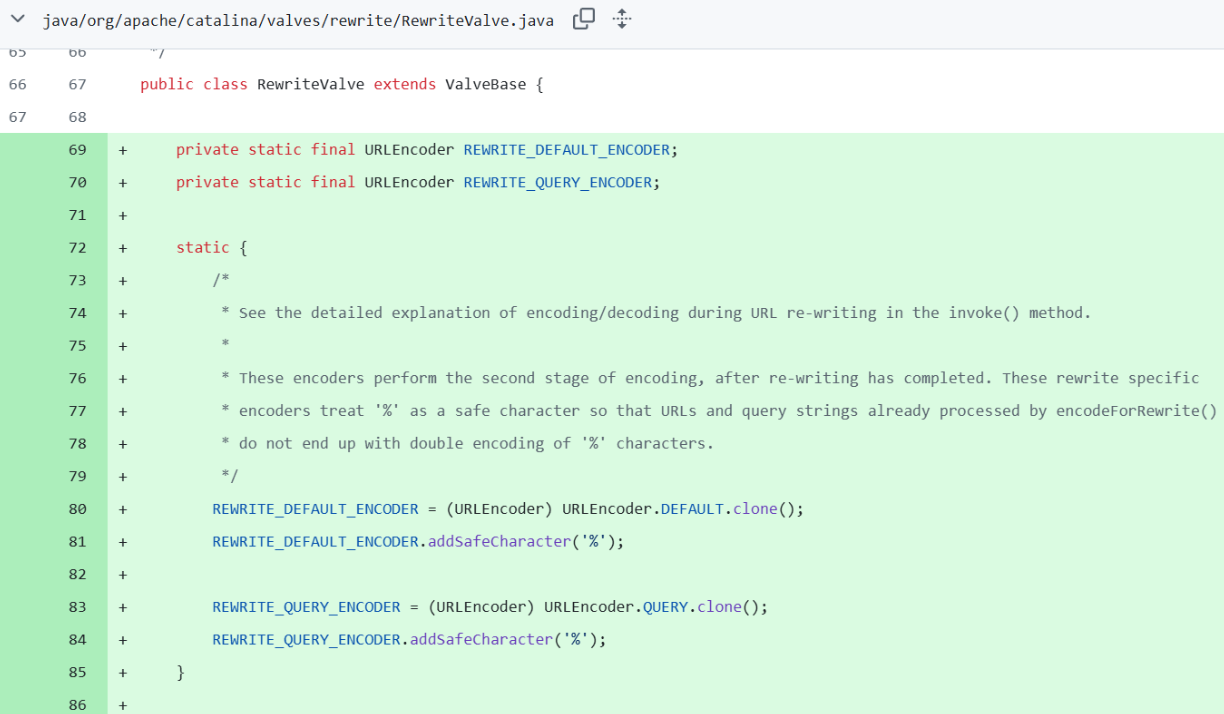 java/org/apache/catalina/valves/rewrite/RewriteValve.java
65 66 */
66 67 public class RewriteValve extends ValveBase {
67 68
69 + private static final URLEncoder REWRITE_DEFAULT_ENCODER;
70 + private static final URLEncoder REWRITE_QUERY_ENCODER;
71 +
72 + static {
73 + /*
74 + * See the detailed explanation of encoding/decoding during URL re-writing in the invoke() method.
75 + *
76 + * These encoders perform the second stage of encoding, after re-writing has completed. These rewrite specific
77 + * encoders treat '%' as a safe character so that URLs and query strings already processed by encodeForRewrite()
78 + * do not end up with double encoding of '%' characters.
79 + */
80 + REWRITE_DEFAULT_ENCODER = (URLEncoder) URLEncoder.DEFAULT.clone();
81 + REWRITE_DEFAULT_ENCODER.addSafeCharacter('%');
82 +
83 + REWRITE_QUERY_ENCODER = (URLEncoder) URLEncoder.QUERY.clone();
84 + REWRITE_QUERY_ENCODER.addSafeCharacter('%');
85 + }
86 +